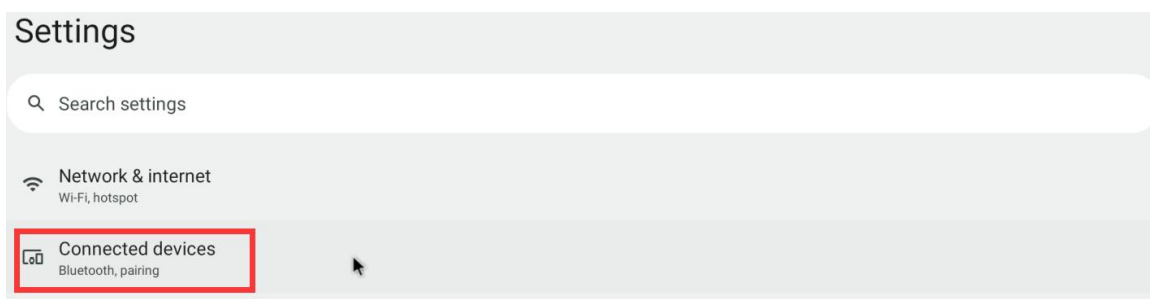 Settings
Search settings
Network & internet
Wi-Fi, hotspot
Connected devices
Bluetooth, pairing